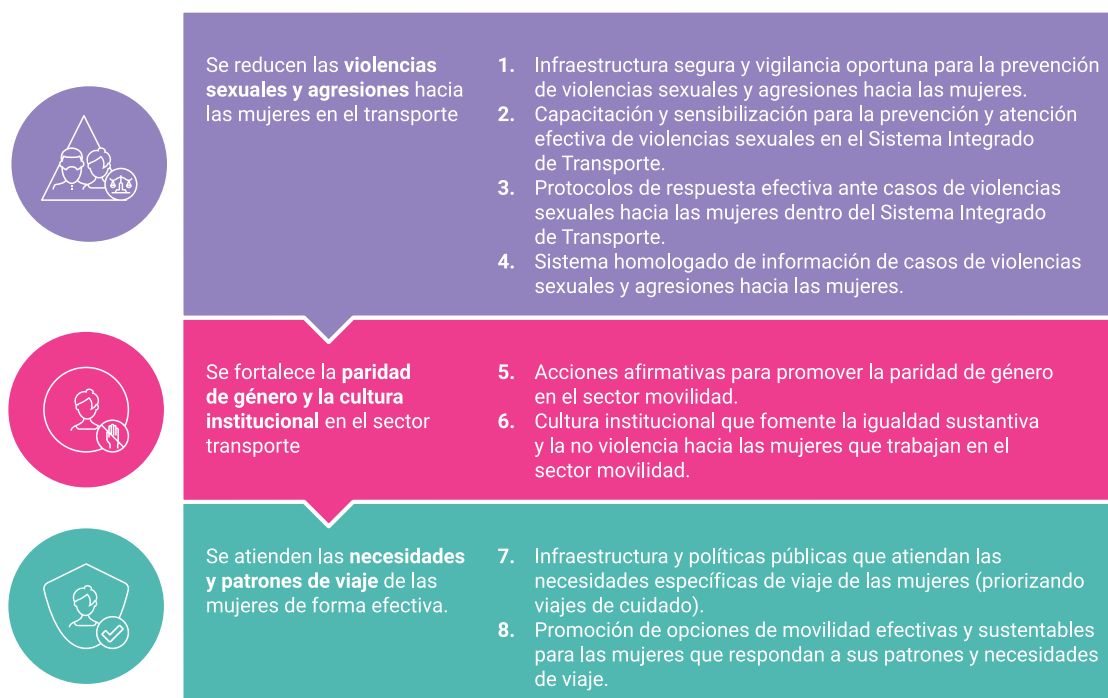 Se reducen las violencias
sexuales y agresiones hacia
las mujeres en el transporte
1. Infraestructura segura y vigilancia oportuna para la prevención
de violencias sexuales y agresiones hacia las mujeres.
2. Capacitación y sensibilización para la prevención y atención
efectiva de violencias sexuales en el Sistema Integrado
de Transporte.
3. Protocolos de respuesta efectiva ante casos de violencias
sexuales hacia las mujeres dentro del Sistema Integrado
de Transporte.
4. Sistema homologado de información de casos de violencias
sexuales y agresiones hacia las mujeres.
Se fortalece la paridad
de género y la cultura
institucional en el sector
transporte
5. Acciones afirmativas para promover la paridad de género
en el sector movilidad.
6. Cultura institucional que fomente la igualdad sustantiva
y la no violencia hacia las mujeres que trabajan en el
sector movilidad.
Se atienden las necesidades
y patrones de viaje de las
mujeres de forma efectiva.
7. Infraestructura y políticas públicas que atiendan las
necesidades específicas de viaje de las mujeres (priorizando
viajes de cuidado).
8. Promoción de opciones de movilidad efectivas y sustentables
para las mujeres que respondan a sus patrones y necesidades
de viaje.